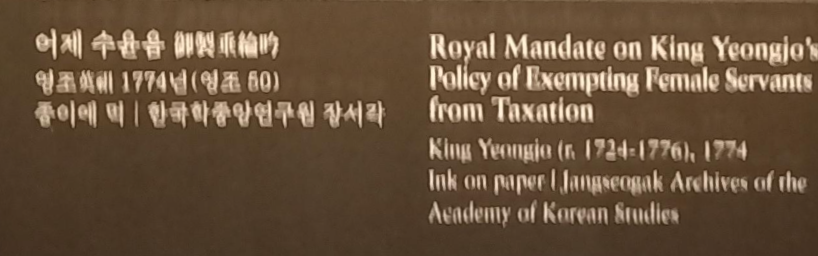 어제 수윤음 御製垂綸吟
영조英祖 1774년(영조 50)
종이에 먹 | 한국학중앙연구원 장서각
Royal Mandate on King Yeongjo's
Policy of Exempting Female Servants
from Taxation
King Yeongjo (r. 1724-1776), 1774
Ink on paper | Jangseogak Archives of the
Academy of Korean Studies